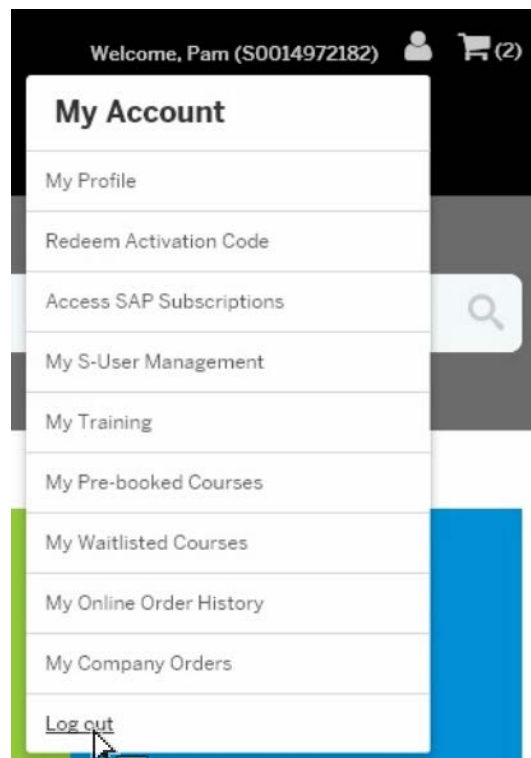 Welcome, Pam (S0014972182) (2)
My Account
My Profile
Redeem Activation Code
Access SAP Subscriptions
My S-User Management
My Training
My Pre-booked Courses
My Waitlisted Courses
My Online Order History
My Company Orders
Log out